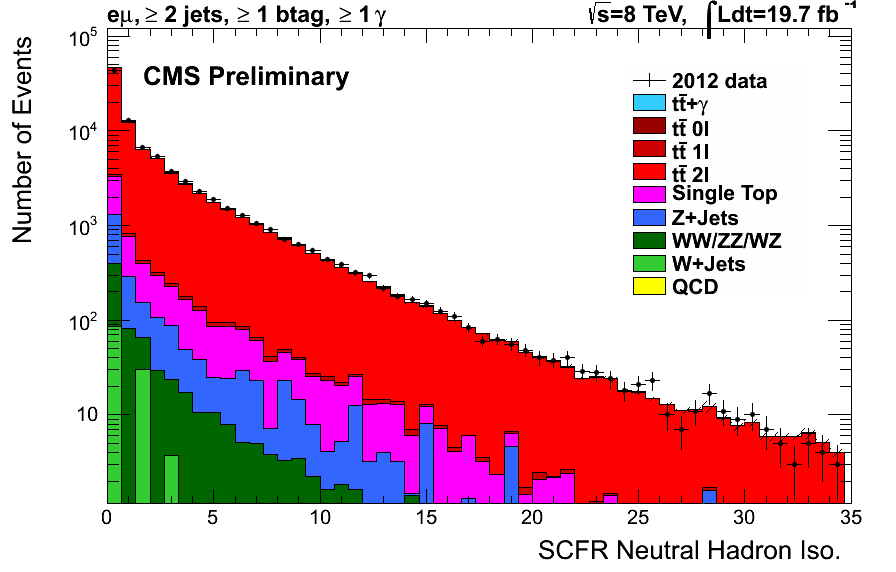 eμ, ≥ 2 jets, ≥ 1 btag, ≥ 1 γ √s=8 TeV, ∫Ldt=19.7 fb⁻¹
CMS Preliminary
Number of Events
10⁵
10⁴
10³
10²
10
2012 data
tt̄+γ
tt̄ 0l
tt̄ 1l
tt̄ 2l
Single Top
Z+Jets
WW/ZZ/WZ
W+Jets
QCD
0 5 10 15 20 25 30 35
SCFR Neutral Hadron Iso.